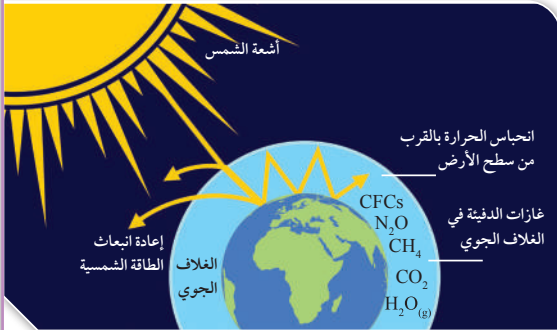 أشعة الشمس
انحباس الحرارة بالقرب
من سطح الأرض
CFCs
N₂O
CH₄
CO₂
H₂O(g)
غازات الدفيئة في
الغلاف الجوي
إعادة انبعاث
الطاقة الشمسية
الغلاف
الجوي